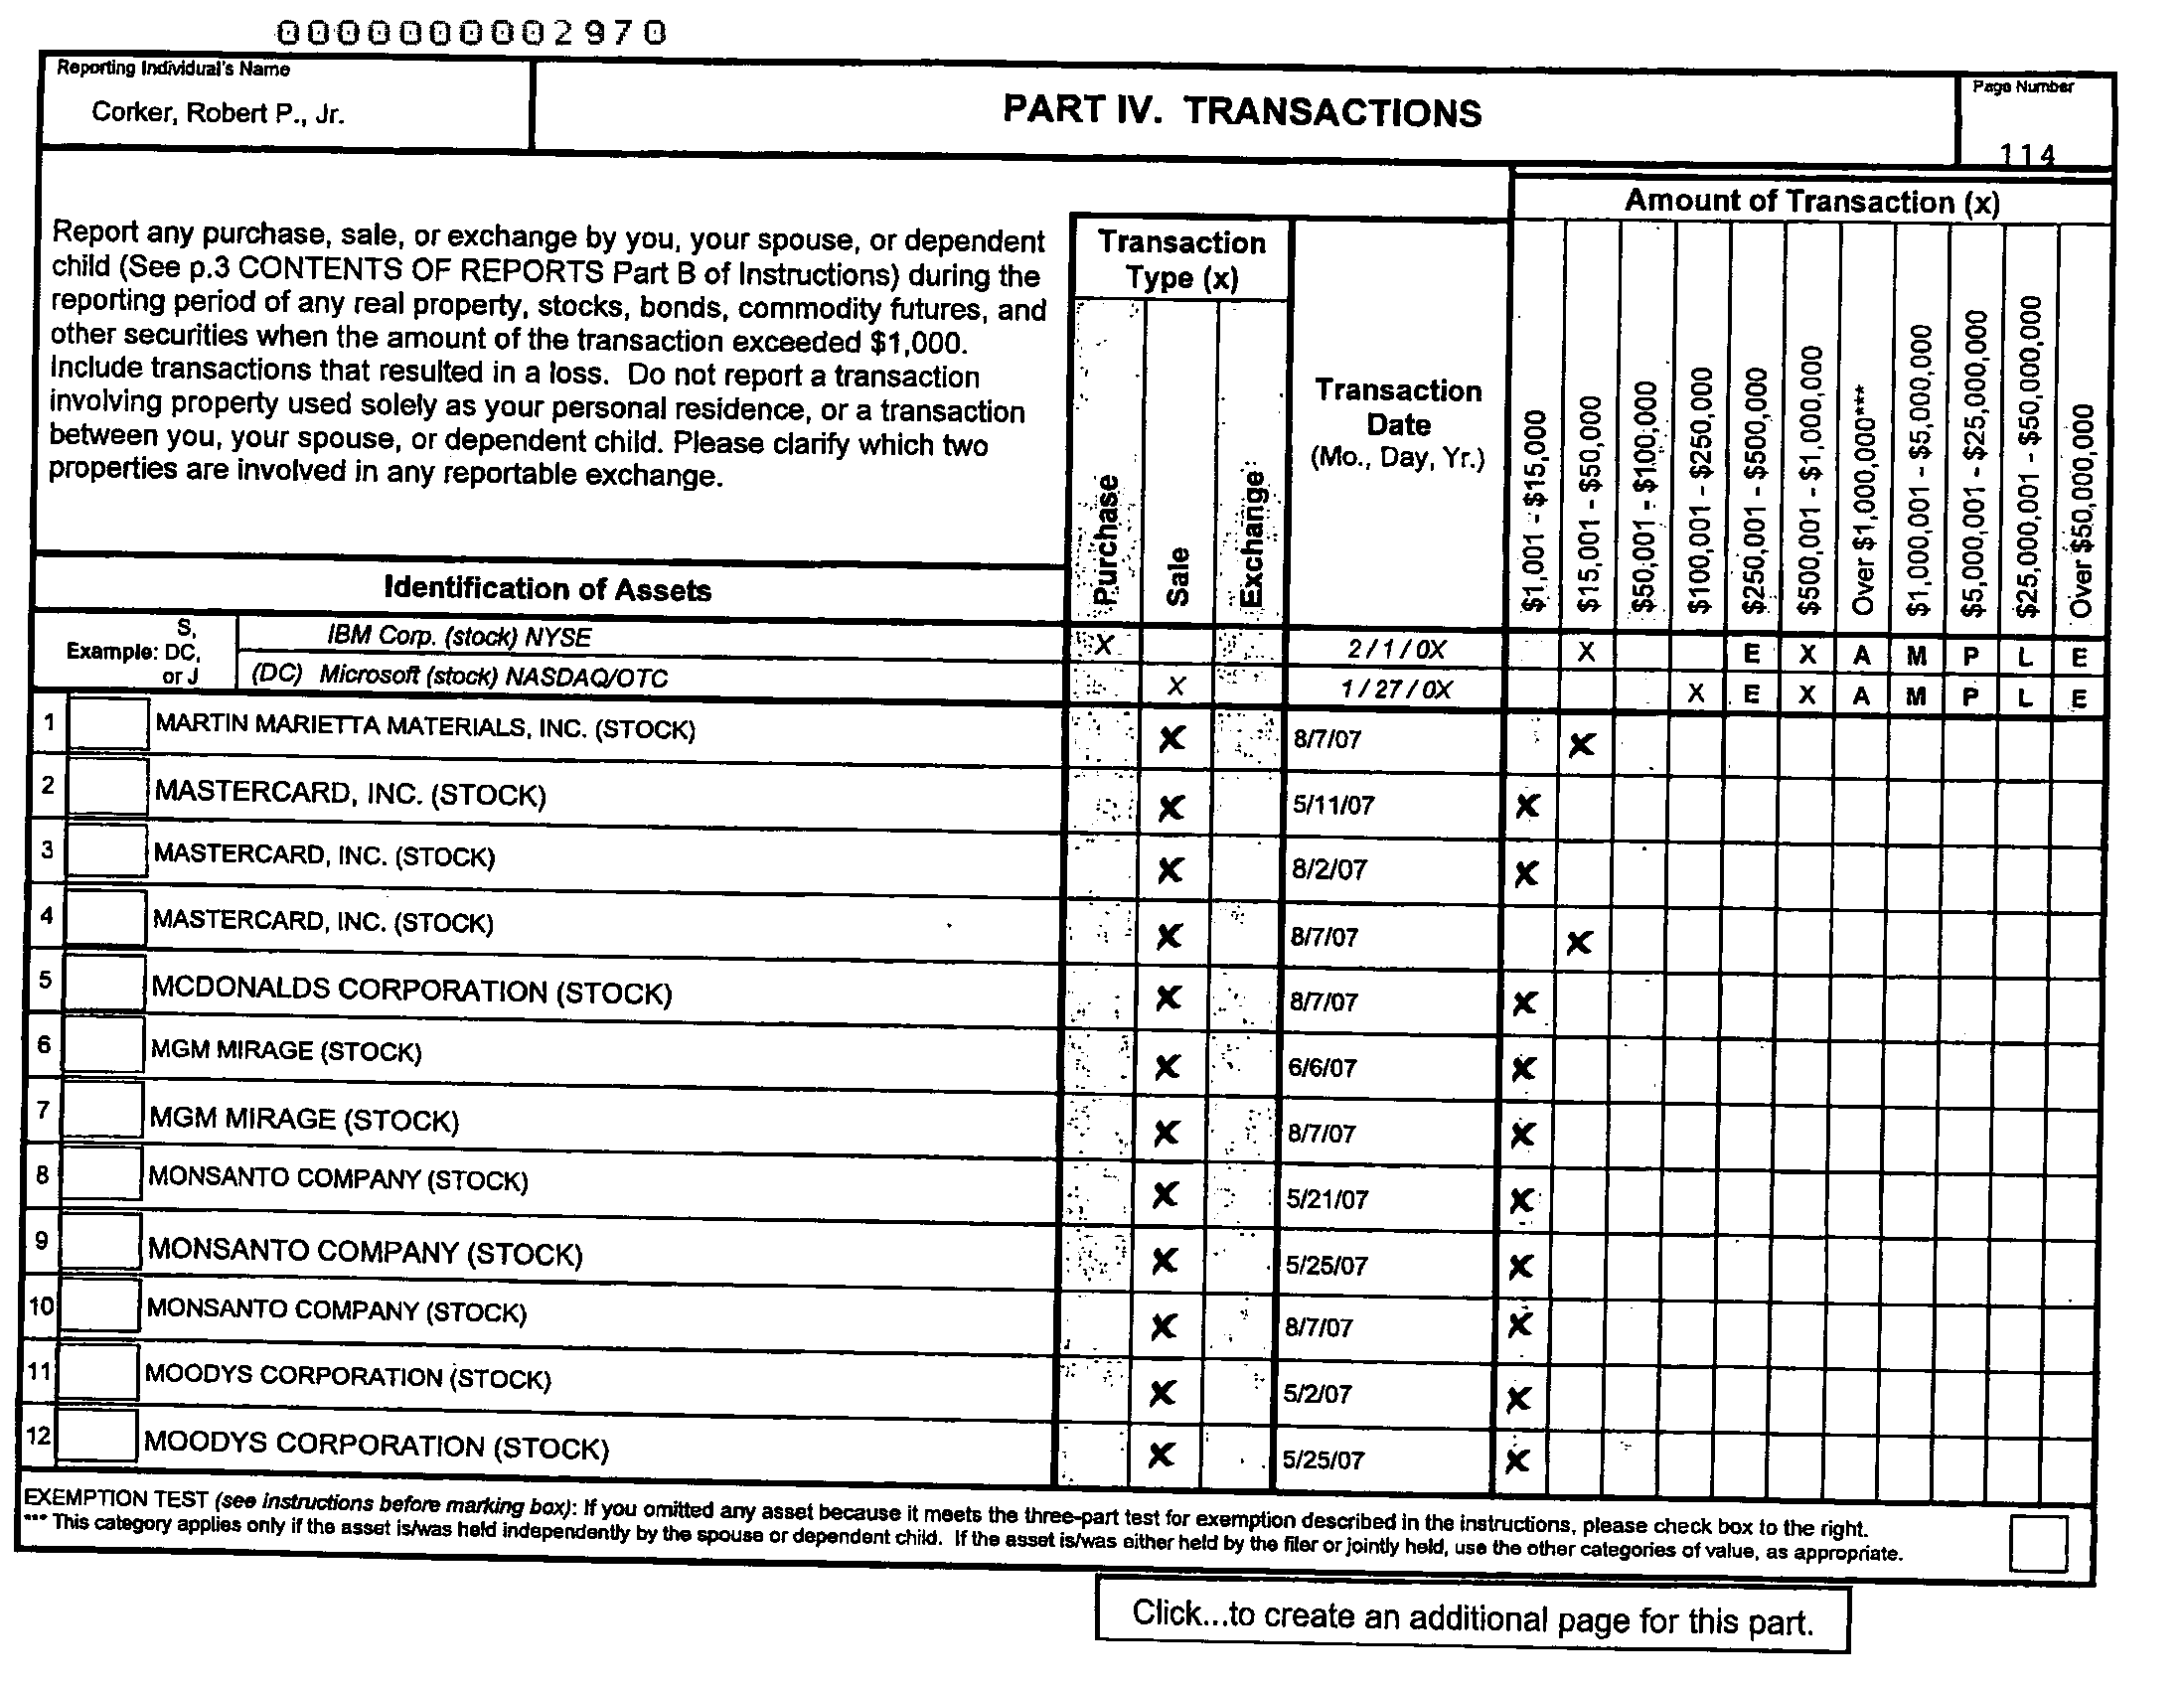 0000000002970
Reporting Individual's Name
Corker, Robert P., Jr.
PART IV. TRANSACTIONS
Page Number
114
Report any purchase, sale, or exchange by you, your spouse, or dependent
child (See p.3 CONTENTS OF REPORTS Part B of Instructions) during the
reporting period of any real property, stocks, bonds, commodity futures, and
other securities when the amount of the transaction exceeded $1,000.
Include transactions that resulted in a loss. Do not report a transaction
involving property used solely as your personal residence, or a transaction
between you, your spouse, or dependent child. Please clarify which two
properties are involved in any reportable exchange.
Identification of Assets
Transaction
Type (x)
Purchase
Sale
Exchange
Transaction
Date
(Mo., Day, Yr.)
Amount of Transaction (x)
$1,001 - $15,000
$15,001 - $50,000
$50,001 - $100,000
$100,001 - $250,000
$250,001 - $500,000
$500,001 - $1,000,000
Over $1,000,000***
$1,000,001 - $5,000,000
$5,000,001 - $25,000,000
$25,000,001 - $50,000,000
Over $50,000,000
Example: S, DC, or J
IBM Corp. (stock) NYSE X 2 / 1 / 0X X E X A M P L E
(DC) Microsoft (stock) NASDAQ/OTC X 1 / 27 / 0X X E X A M P L E
1 MARTIN MARIETTA MATERIALS, INC. (STOCK) X 8/7/07 X
2 MASTERCARD, INC. (STOCK) X 5/11/07 X
3 MASTERCARD, INC. (STOCK) X 8/2/07 X
4 MASTERCARD, INC. (STOCK) X 8/7/07 X
5 MCDONALDS CORPORATION (STOCK) X 8/7/07 X
6 MGM MIRAGE (STOCK) X 6/6/07 X
7 MGM MIRAGE (STOCK) X 8/7/07 X
8 MONSANTO COMPANY (STOCK) X 5/21/07 X
9 MONSANTO COMPANY (STOCK) X 5/25/07 X
10 MONSANTO COMPANY (STOCK) X 8/7/07 X
11 MOODYS CORPORATION (STOCK) X 5/2/07 X
12 MOODYS CORPORATION (STOCK) X 5/25/07 X
EXEMPTION TEST (see instructions before marking box): If you omitted any asset because it meets the three-part test for exemption described in the instructions, please check box to the right.
*** This category applies only if the asset is/was held independently by the spouse or dependent child. If the asset is/was either held by the filer or jointly held, use the other categories of value, as appropriate.
Click...to create an additional page for this part.